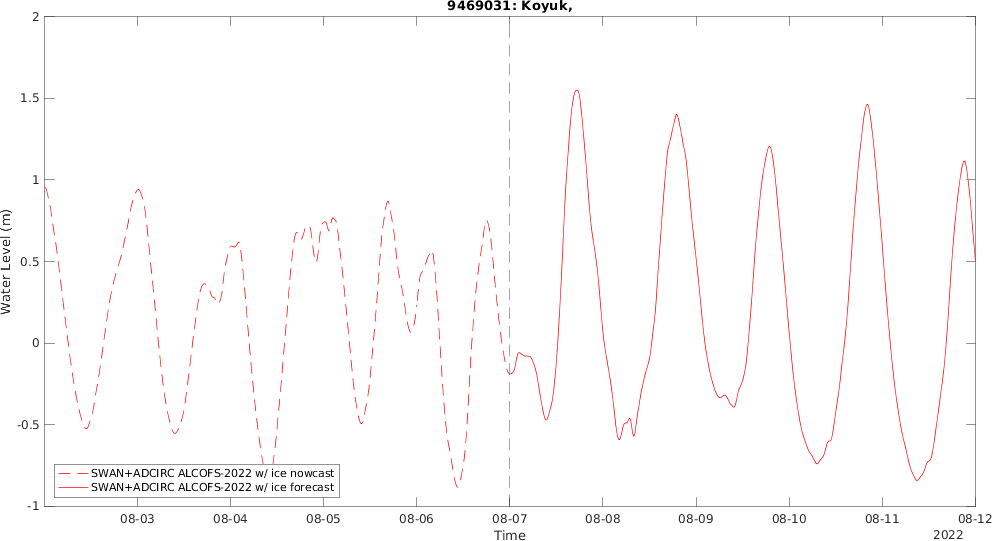 9469031: Koyuk,
2
1.5
1
0.5
0
-0.5
-1
Water Level (m)
SWAN+ADCIRC ALCOFS-2022 w/ ice nowcast
SWAN+ADCIRC ALCOFS-2022 w/ ice forecast
08-03 08-04 08-05 08-06 08-07 08-08 08-09 08-10 08-11 08-12
Time
2022